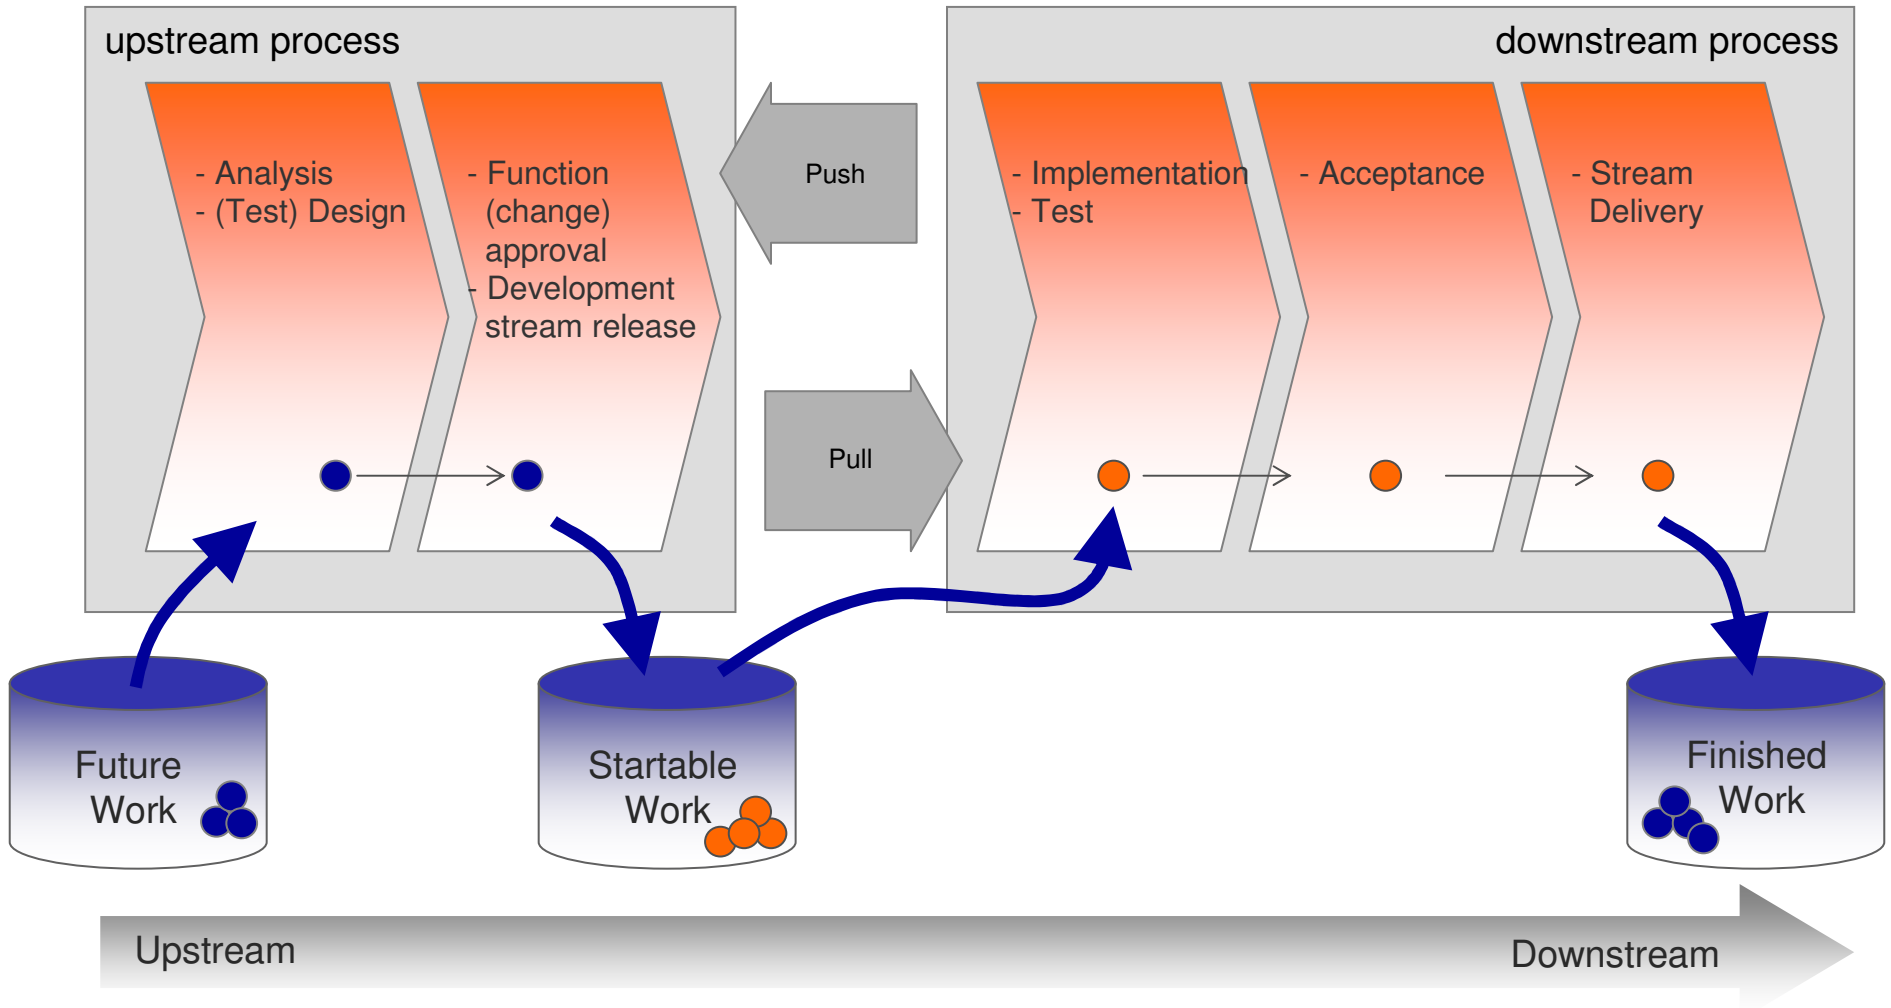 upstream process
- Analysis
- (Test) Design
- Function
(change)
approval
- Development
stream release
Push
Pull
downstream process
- Implementation
- Test
- Acceptance
- Stream
Delivery
Future
Work
Startable
Work
Finished
Work
Upstream
Downstream